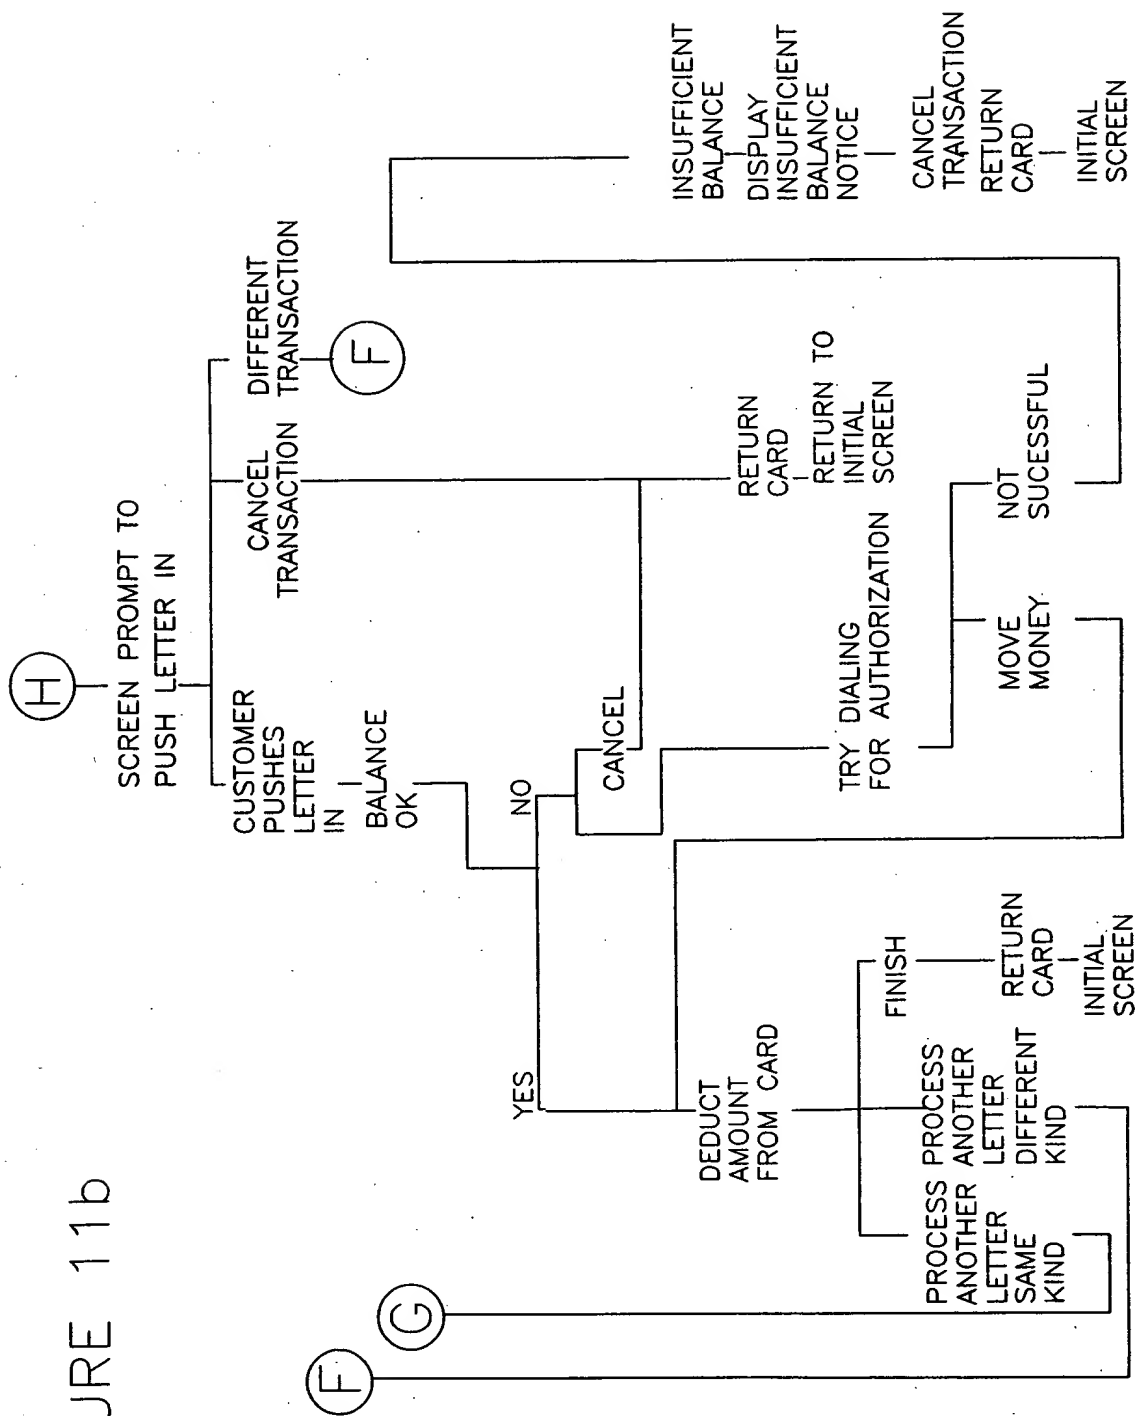 URE 11b
H
SCREEN PROMPT TO
PUSH LETTER IN
CUSTOMER
PUSHES
LETTER
IN
CANCEL
TRANSACTION
DIFFERENT
TRANSACTION
F
BALANCE
OK
YES
NO
CANCEL
RETURN
CARD
RETURN TO
INITIAL
SCREEN
TRY DIALING
FOR AUTHORIZATION
MOVE
MONEY
NOT
SUCESSFUL
INSUFFICIENT
BALANCE
DISPLAY
INSUFFICIENT
BALANCE
NOTICE
CANCEL
TRANSACTION
RETURN
CARD
INITIAL
SCREEN
DEDUCT
AMOUNT
FROM CARD
PROCESS
ANOTHER
LETTER
SAME
KIND
PROCESS
ANOTHER
LETTER
DIFFERENT
KIND
FINISH
RETURN
CARD
INITIAL
SCREEN
F
G